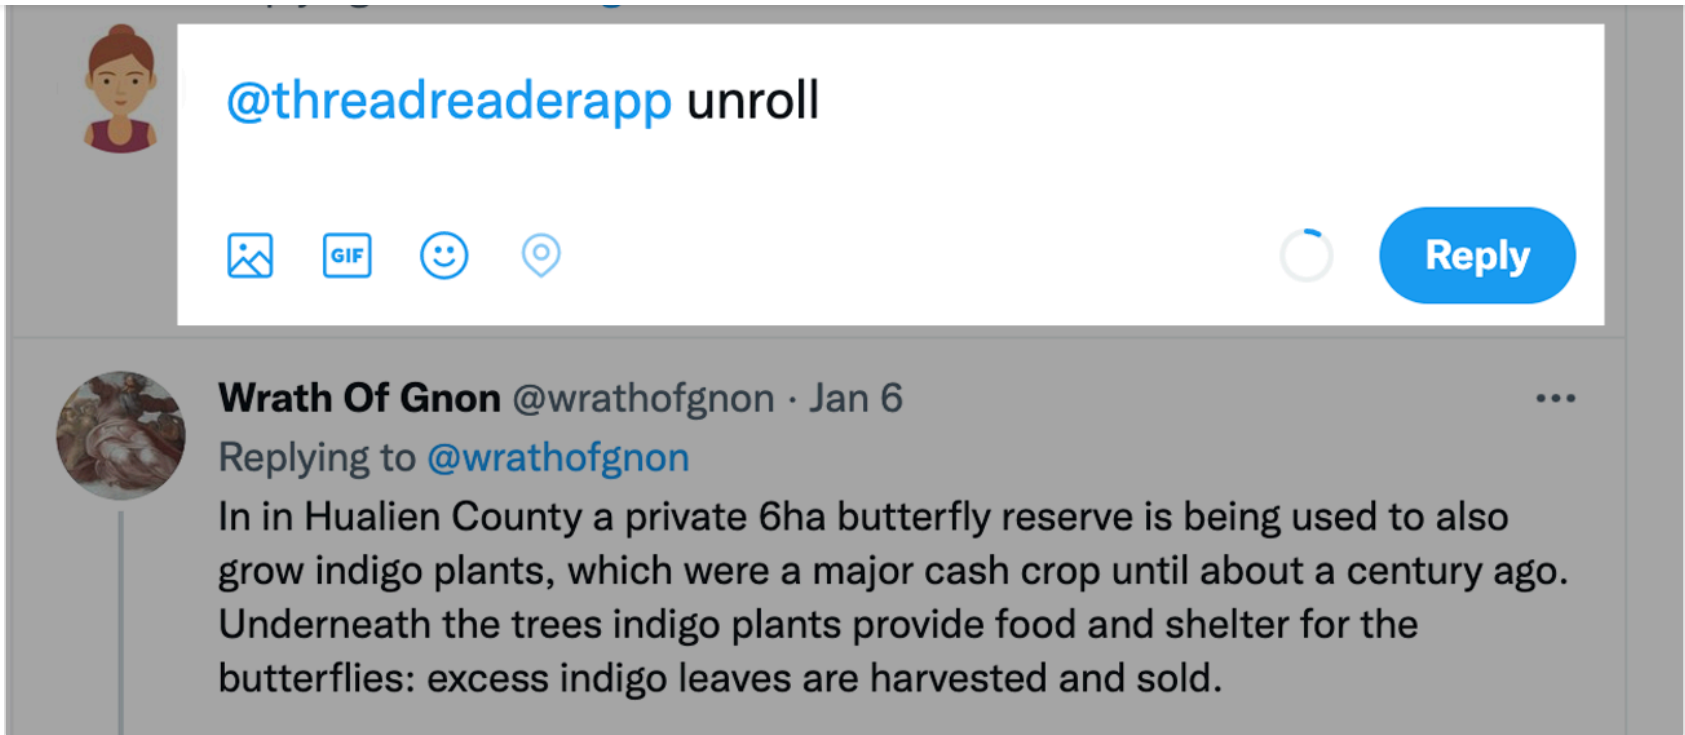 @threadreaderapp unroll
GIF
Reply
Wrath Of Gnon @wrathofgnon · Jan 6
Replying to @wrathofgnon
In in Hualien County a private 6ha butterfly reserve is being used to also
grow indigo plants, which were a major cash crop until about a century ago.
Underneath the trees indigo plants provide food and shelter for the
butterflies: excess indigo leaves are harvested and sold.